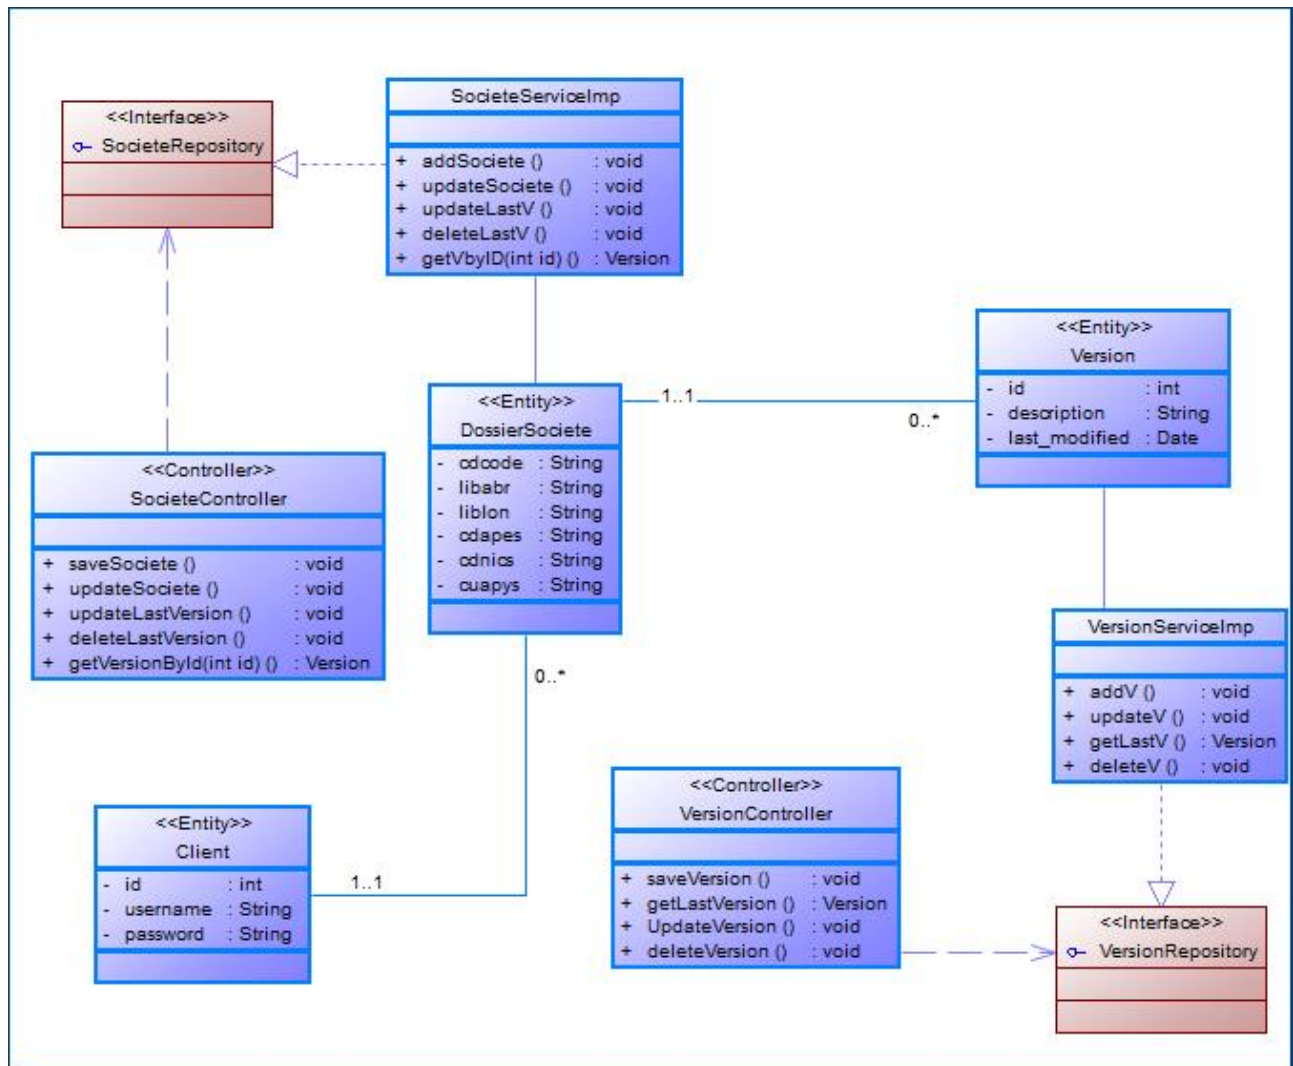 <<Interface>>
SocieteRepository
SocieteServiceImp
+ addSociete () : void
+ updateSociete () : void
+ updateLastV () : void
+ deleteLastV () : void
+ getVbyID(int id) () : Version
<<Entity>>
Version
- id : int
- description : String
- last_modified : Date
1..1
0..*
<<Entity>>
DossierSociete
- cdcode : String
- libabr : String
- liblon : String
- cdapes : String
- cdnics : String
- cuapys : String
<<Controller>>
SocieteController
+ saveSociete () : void
+ updateSociete () : void
+ updateLastVersion () : void
+ deleteLastVersion () : void
+ getVersionById(int id) () : Version
VersionServiceImp
+ addV () : void
+ updateV () : void
+ getLastV () : Version
+ deleteV () : void
0..*
1..1
<<Entity>>
Client
- id : int
- username : String
- password : String
<<Controller>>
VersionController
+ saveVersion () : void
+ getLastVersion () : Version
+ UpdateVersion () : void
+ deleteVersion () : void
<<Interface>>
VersionRepository